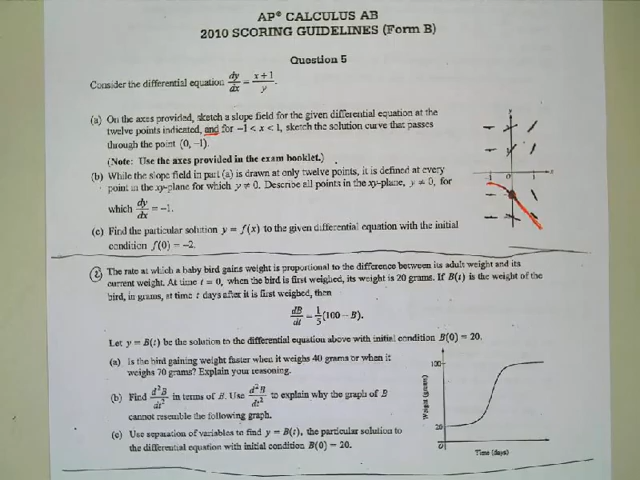 AP® CALCULUS AB
2010 SCORING GUIDELINES (Form B)
Question 5
Consider the differential equation dy/dx = x+1/y.
(a) On the axes provided, sketch a slope field for the given differential equation at the
twelve points indicated, and for −1 < x < 1, sketch the solution curve that passes
through the point (0, −1).
(Note: Use the axes provided in the exam booklet.)
(b) While the slope field in part (a) is drawn at only twelve points, it is defined at every
point in the xy-plane for which y ≠ 0. Describe all points in the xy-plane, y ≠ 0, for
which dy/dx = −1.
(c) Find the particular solution y = f(x) to the given differential equation with the initial
condition f(0) = −2.
y
x
-1
0
1
2 The rate at which a baby bird gains weight is proportional to the difference between its adult weight and its
current weight. At time t = 0, when the bird is first weighed, its weight is 20 grams. If B(t) is the weight of the
bird, in grams, at time t days after it is first weighed, then
dB/dt = 1/5(100 − B).
Let y = B(t) be the solution to the differential equation above with initial condition B(0) = 20.
(a) Is the bird gaining weight faster when it weighs 40 grams or when it
weighs 70 grams? Explain your reasoning.
(b) Find d²B/dt² in terms of B. Use d²B/dt² to explain why the graph of B
cannot resemble the following graph.
(c) Use separation of variables to find y = B(t), the particular solution to
the differential equation with initial condition B(0) = 20.
Weight (grams)
100
20
0
Time (days)